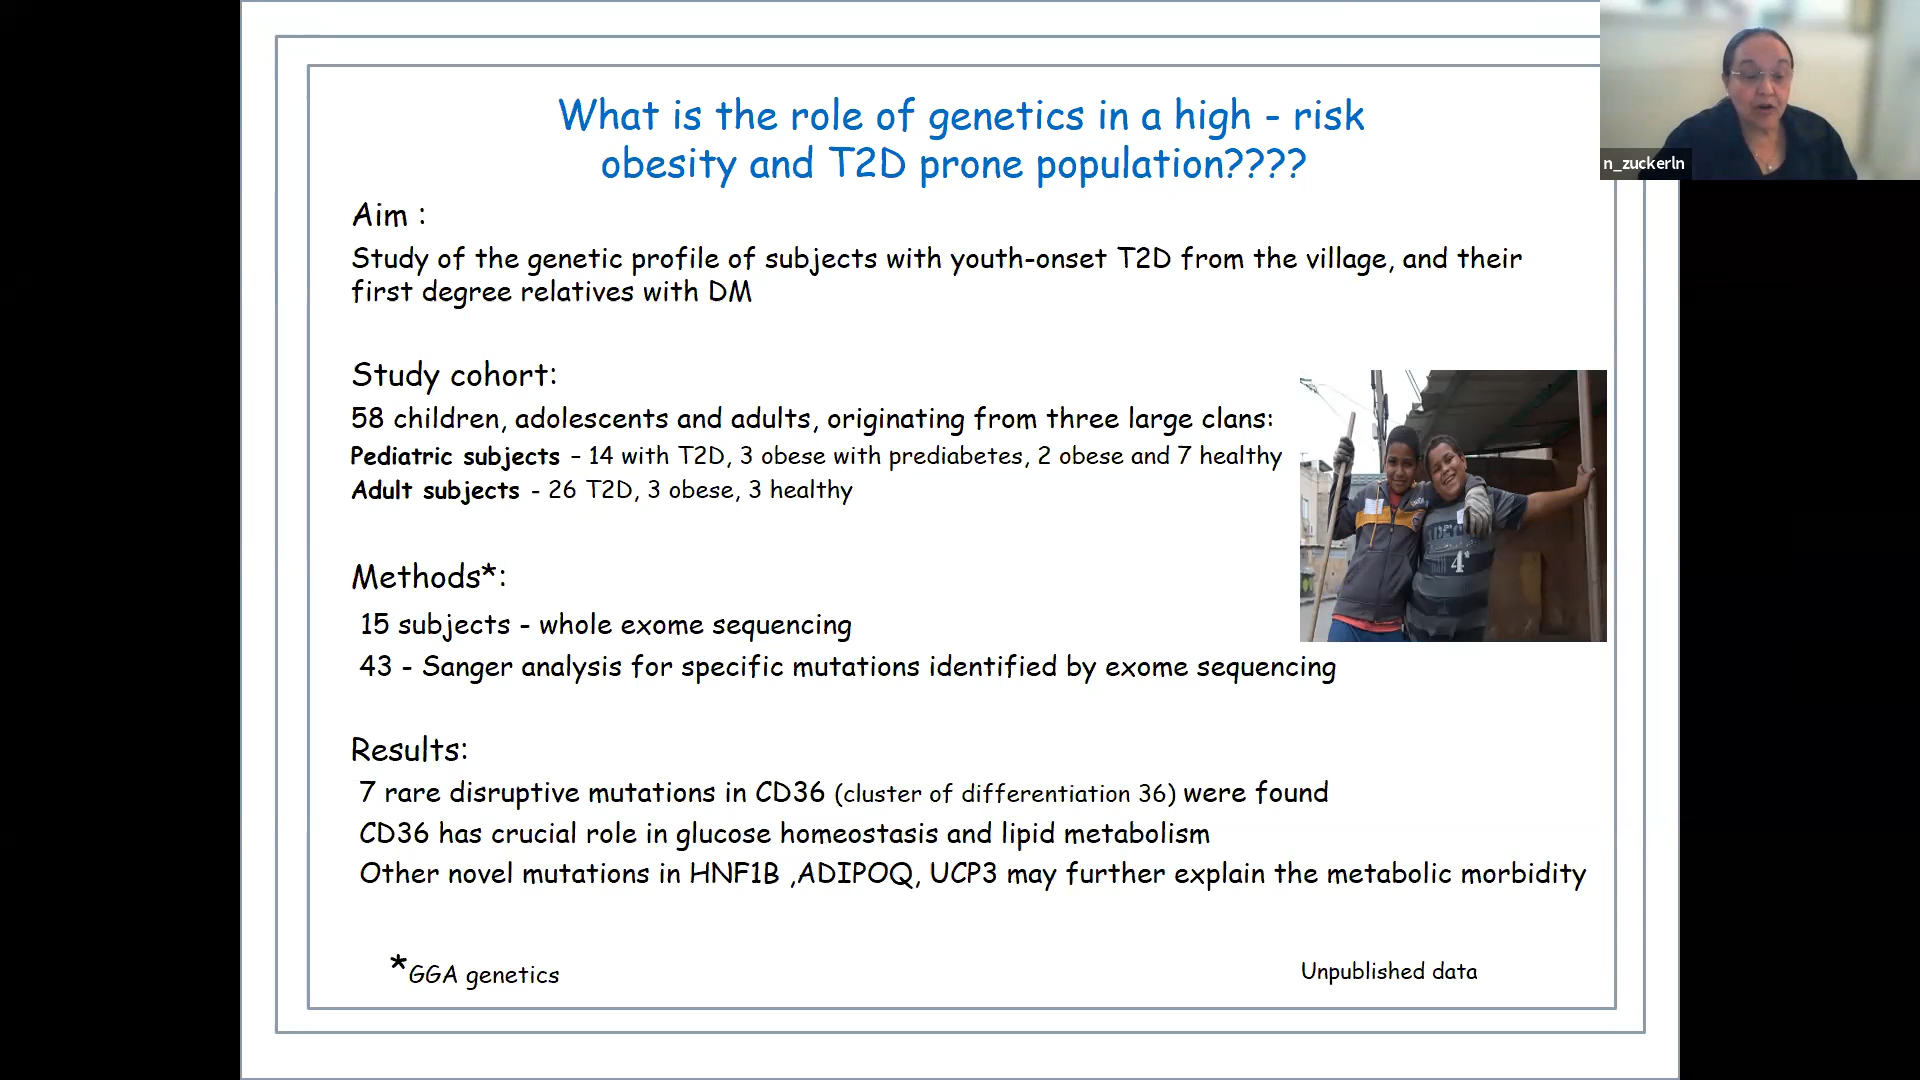 What is the role of genetics in a high - risk
obesity and T2D prone population????
n_zuckerln
Aim :
Study of the genetic profile of subjects with youth-onset T2D from the village, and their
first degree relatives with DM
Study cohort:
58 children, adolescents and adults, originating from three large clans:
Pediatric subjects - 14 with T2D, 3 obese with prediabetes, 2 obese and 7 healthy
Adult subjects - 26 T2D, 3 obese, 3 healthy
4
Methods*:
15 subjects - whole exome sequencing
43 - Sanger analysis for specific mutations identified by exome sequencing
Results:
7 rare disruptive mutations in CD36 (cluster of differentiation 36) were found
CD36 has crucial role in glucose homeostasis and lipid metabolism
Other novel mutations in HNF1B ,ADIPOQ, UCP3 may further explain the metabolic morbidity
*GGA genetics
Unpublished data